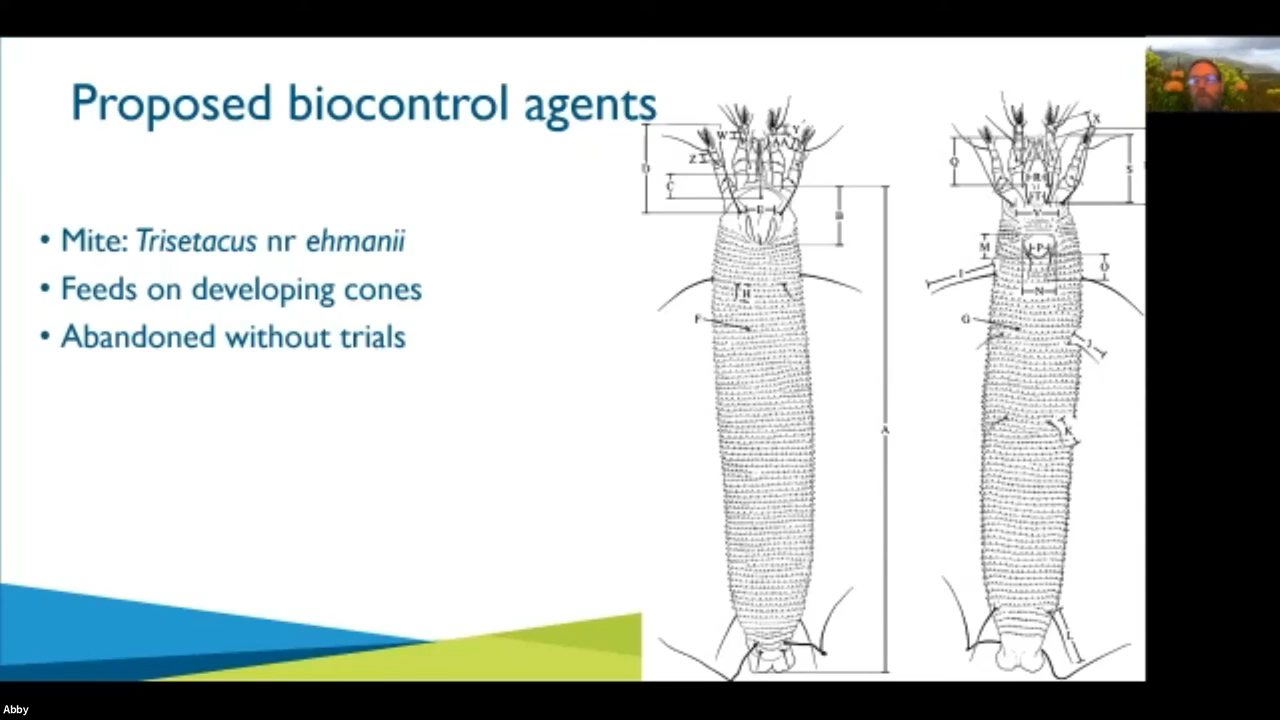 Proposed biocontrol agents
• Mite: Trisetacus nr ehmanii
• Feeds on developing cones
• Abandoned without trials
W
Y
Z
D
C
E
B
H
F
A
X
Q
R
S
T
V
M
P
O
I
N
G
J
K
L
Abby